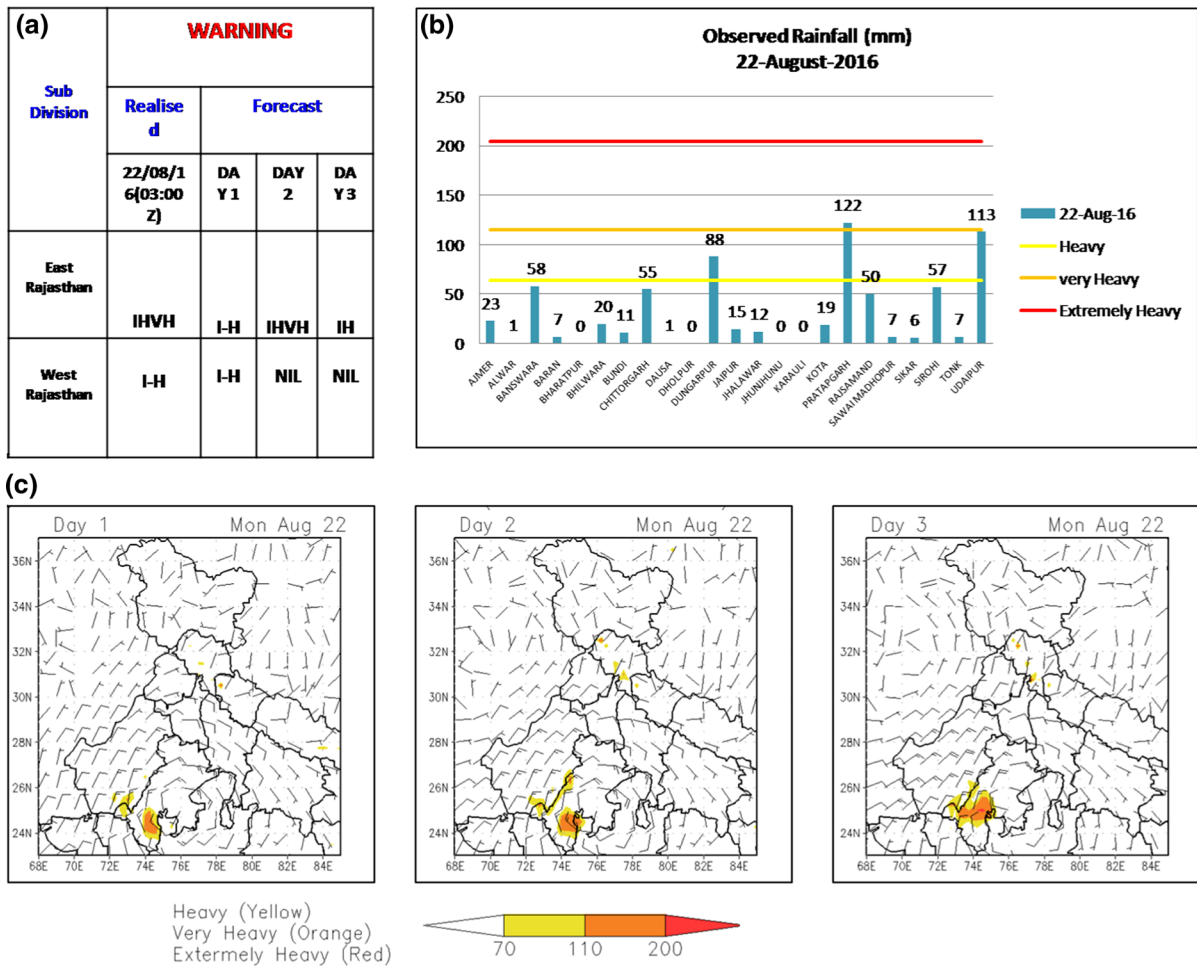 (a)
WARNING
Sub
Division
Realise
d
Forecast
22/08/1
6(03:00
Z)
DA
Y 1
DAY
2
DA
Y 3
East
Rajasthan
IHVH
I-H
IHVH
IH
West
Rajasthan
I-H
I-H
NIL
NIL
(b)
Observed Rainfall (mm)
22-August-2016
250
200
150
100
50
0
23
1
58
7
0
20
11
55
1
0
88
15
12
0
0
19
122
50
7
6
57
7
113
AJMER
ALWAR
BANSWARA
BARAN
BHARATPUR
BHILWARA
BUNDI
CHITTORGARH
DAUSA
DHOLPUR
DUNGARPUR
JAIPUR
JHALAWAR
JHUNJHUNU
KARAULI
KOTA
PRATAPGARH
RAJSAMAND
SAWAI MADHOPUR
SIKAR
SIROHI
TONK
UDAIPUR
22-Aug-16
Heavy
very Heavy
Extremely Heavy
(c)
Day 1 Mon Aug 22
36N
34N
32N
30N
28N
26N
24N
68E 70E 72E 74E 76E 78E 80E 82E 84E
Day 2 Mon Aug 22
36N
34N
32N
30N
28N
26N
24N
68E 70E 72E 74E 76E 78E 80E 82E 84E
Day 3 Mon Aug 22
36N
34N
32N
30N
28N
26N
24N
68E 70E 72E 74E 76E 78E 80E 82E 84E
Heavy (Yellow)
Very Heavy (Orange)
Extermely Heavy (Red)
70 110 200